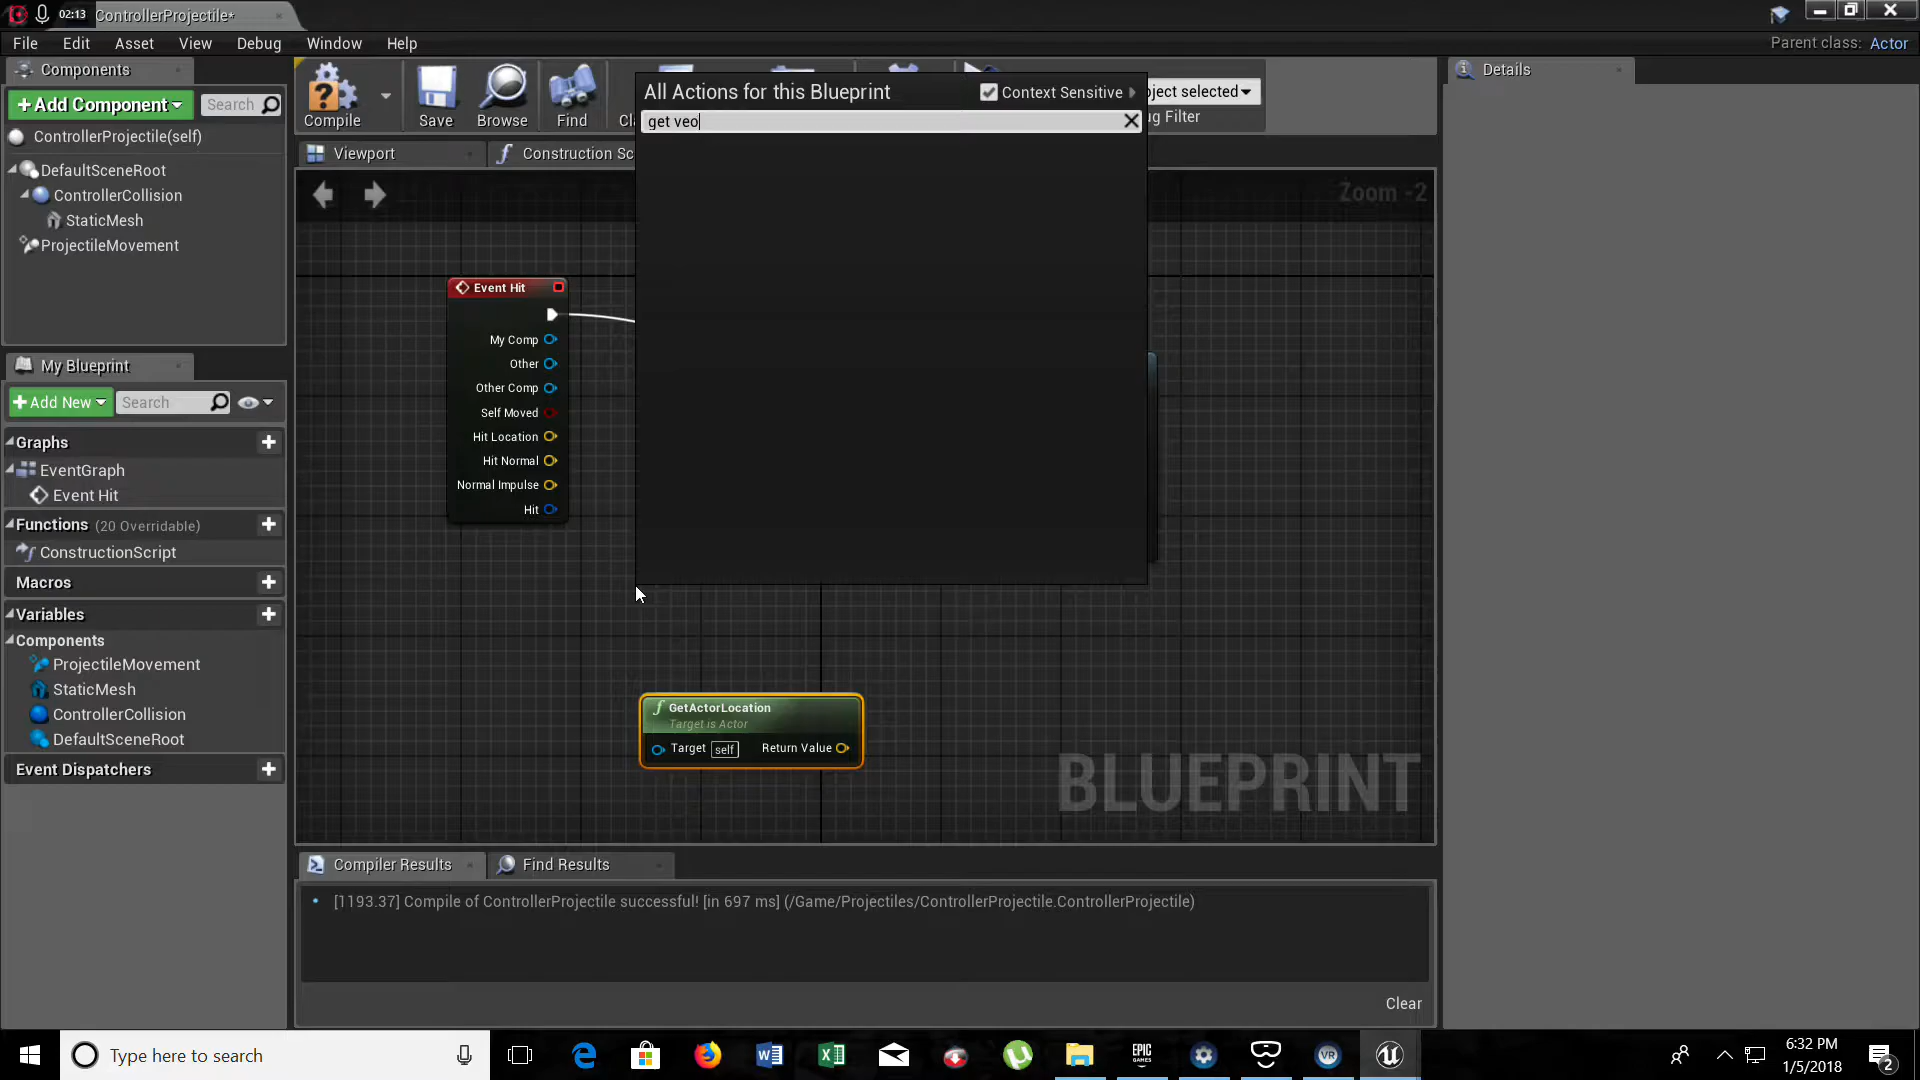 02:13
ControllerProjectile*
File Edit Asset View Debug Window Help
Parent class: Actor
Components
+Add Component
Search
ControllerProjectile(self)
DefaultSceneRoot
ControllerCollision
StaticMesh
ProjectileMovement
My Blueprint
+Add New
Search
Graphs
EventGraph
Event Hit
Functions (20 Overridable)
ConstructionScript
Macros
Variables
Components
ProjectileMovement
StaticMesh
ControllerCollision
DefaultSceneRoot
Event Dispatchers
Compile
Save
Browse
Find
Viewport
Construction Sc
All Actions for this Blueprint
Context Sensitive
get veo
ject selected
ug Filter
Details
Zoom -2
Event Hit
My Comp
Other
Other Comp
Self Moved
Hit Location
Hit Normal
Normal Impulse
Hit
GetActorLocation
Target is Actor
Target self Return Value
BLUEPRINT
Compiler Results
Find Results
[1193.37] Compile of ControllerProjectile successful! [in 697 ms] (/Game/Projectiles/ControllerProjectile.ControllerProjectile)
Clear
Type here to search
EPIC
GAMES
VR
6:32 PM
1/5/2018
2